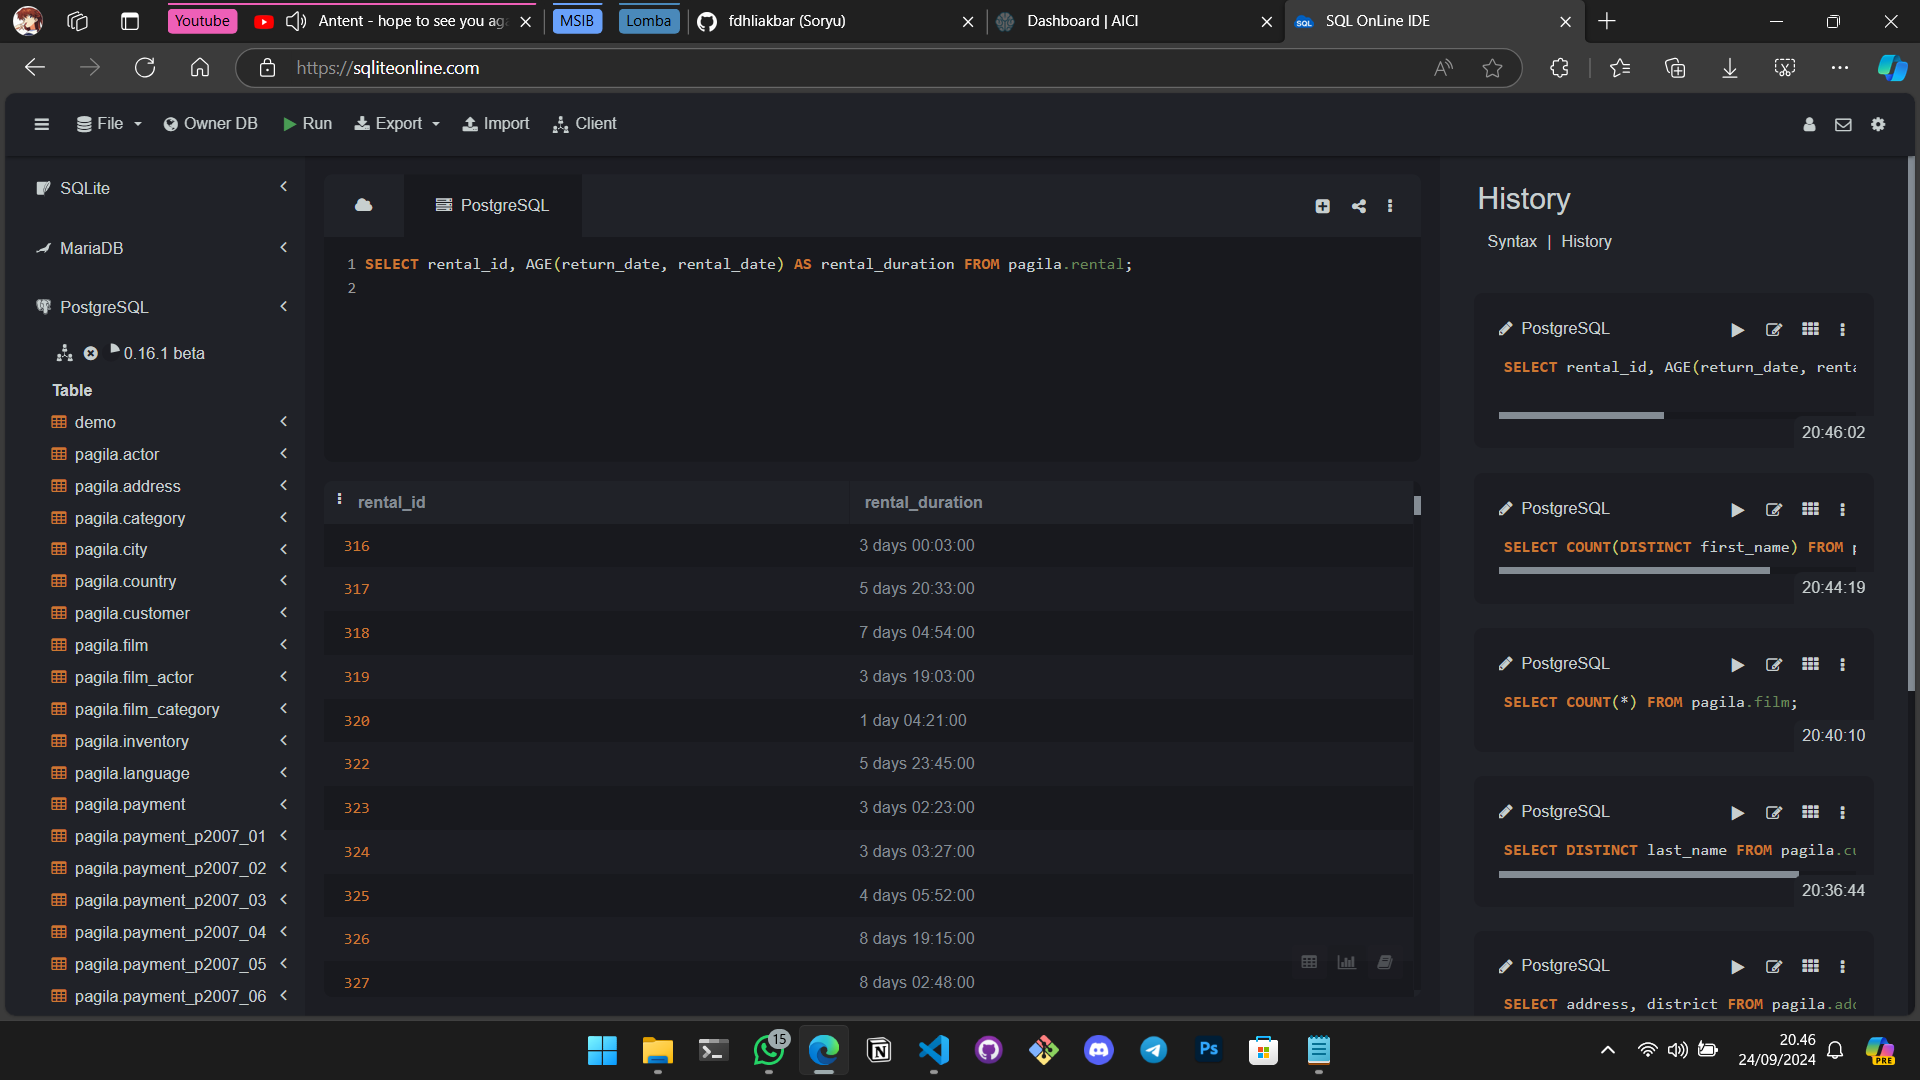 Youtube
Antent - hope to see you ag
MSIB
Lomba
fdhliakbar (Soryu)
Dashboard | AICI
SQL OnLine IDE
https://sqliteonline.com
File
Owner DB
Run
Export
Import
Client
SQLite
MariaDB
PostgreSQL
0.16.1 beta
Table
demo
pagila.actor
pagila.address
pagila.category
pagila.city
pagila.country
pagila.customer
pagila.film
pagila.film_actor
pagila.film_category
pagila.inventory
pagila.language
pagila.payment
pagila.payment_p2007_01
pagila.payment_p2007_02
pagila.payment_p2007_03
pagila.payment_p2007_04
pagila.payment_p2007_05
pagila.payment_p2007_06
PostgreSQL
1 SELECT rental_id, AGE(return_date, rental_date) AS rental_duration FROM pagila.rental;
2
rental_id rental_duration
316 3 days 00:03:00
317 5 days 20:33:00
318 7 days 04:54:00
319 3 days 19:03:00
320 1 day 04:21:00
322 5 days 23:45:00
323 3 days 02:23:00
324 3 days 03:27:00
325 4 days 05:52:00
326 8 days 19:15:00
327 8 days 02:48:00
History
Syntax | History
PostgreSQL
SELECT rental_id, AGE(return_date, renta
20:46:02
PostgreSQL
SELECT COUNT(DISTINCT first_name) FROM p
20:44:19
PostgreSQL
SELECT COUNT(*) FROM pagila.film;
20:40:10
PostgreSQL
SELECT DISTINCT last_name FROM pagila.cu
20:36:44
PostgreSQL
SELECT address, district FROM pagila.add
15
Ps
20.46
24/09/2024
PRE